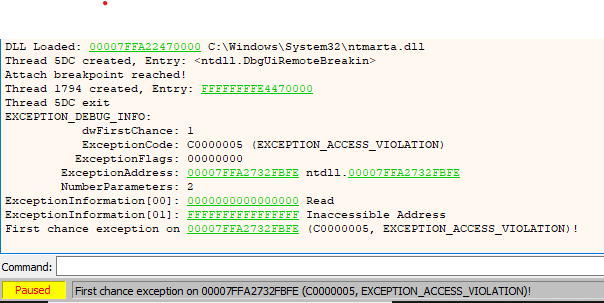 DLL Loaded: 00007FFA22470000 C:\Windows\System32\ntmarta.dll
Thread 5DC created, Entry: <ntdll.DbgUiRemoteBreakin>
Attach breakpoint reached!
Thread 1794 created, Entry: FFFFFFFFE4470000
Thread 5DC exit
EXCEPTION_DEBUG_INFO:
dwFirstChance: 1
ExceptionCode: C0000005 (EXCEPTION_ACCESS_VIOLATION)
ExceptionFlags: 00000000
ExceptionAddress: 00007FFA2732FBFE ntdll.00007FFA2732FBFE
NumberParameters: 2
ExceptionInformation[00]: 0000000000000000 Read
ExceptionInformation[01]: FFFFFFFFFFFFFFFF Inaccessible Address
First chance exception on 00007FFA2732FBFE (C0000005, EXCEPTION_ACCESS_VIOLATION)!
Command:
Paused First chance exception on 00007FFA2732FBFE (C0000005, EXCEPTION_ACCESS_VIOLATION)!